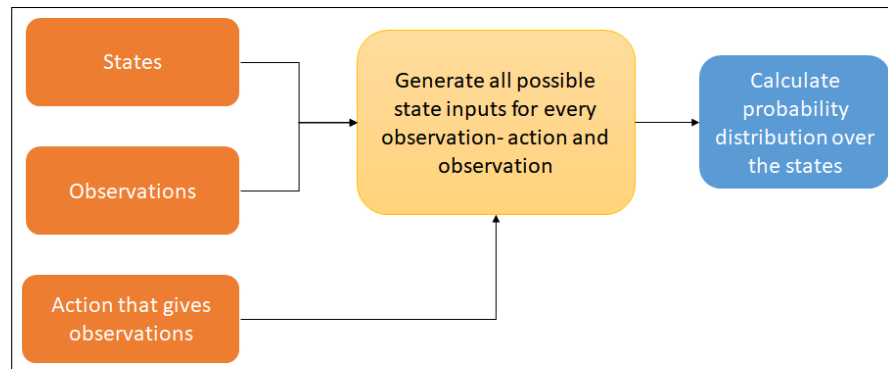 States
Observations
Action that gives
observations
Generate all possible
state inputs for every
observation- action and
observation
Calculate
probability
distribution over
the states